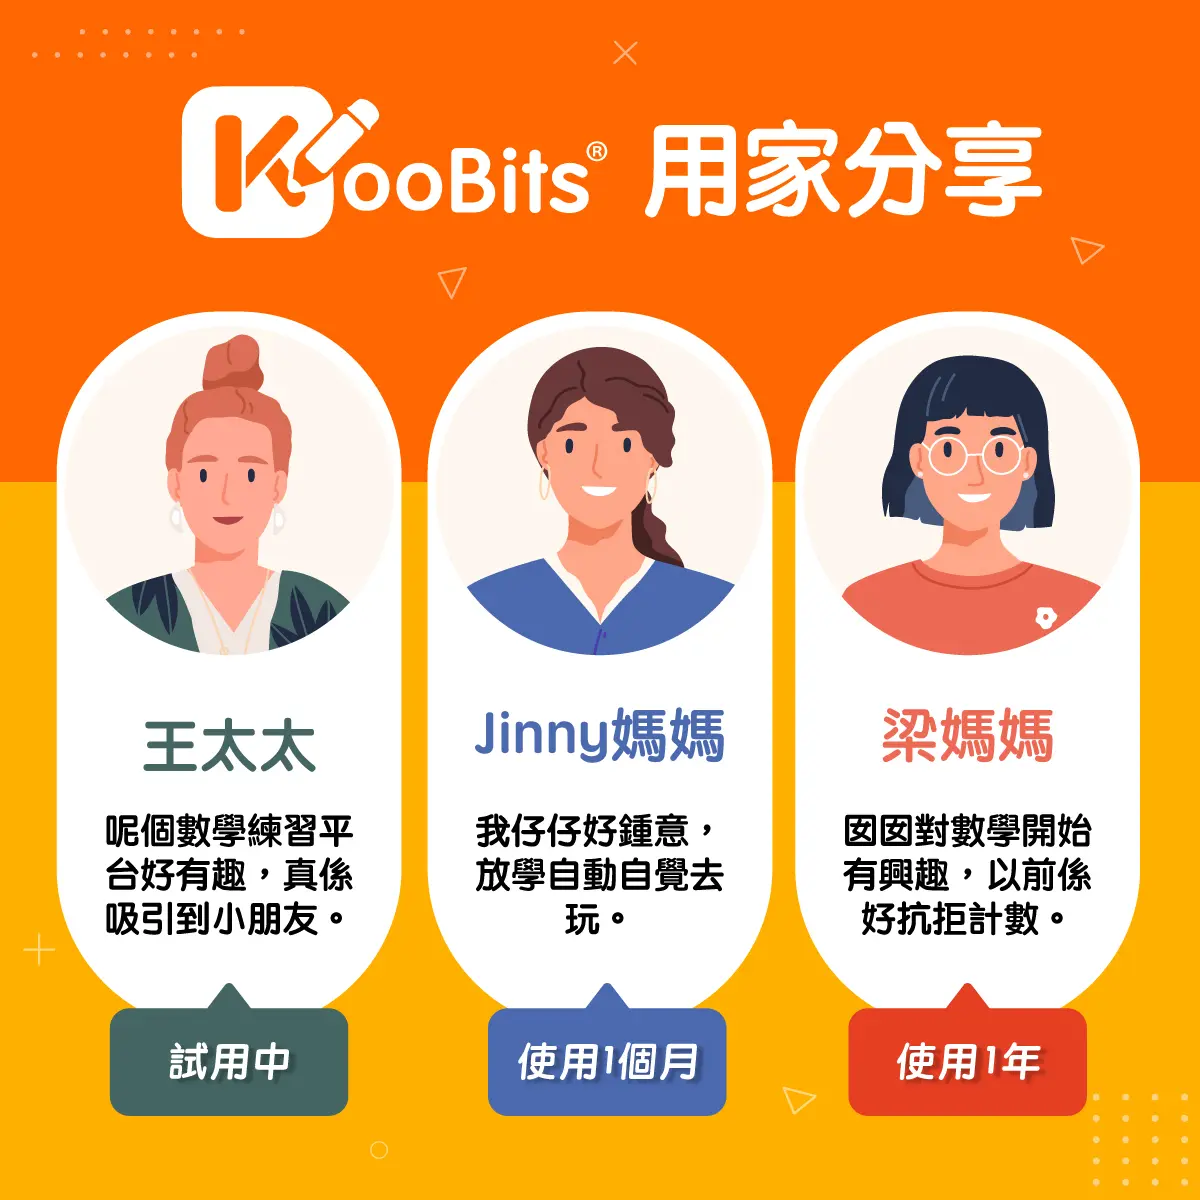 KooBits® 用家分享
王太太
呢個數學練習平
台好有趣，真係
吸引到小朋友。
試用中
Jinny媽媽
我仔仔好鍾意，
放學自動自覺去
玩。
使用1個月
梁媽媽
囡囡對數學開始
有興趣，以前係
好抗拒計數。
使用1年